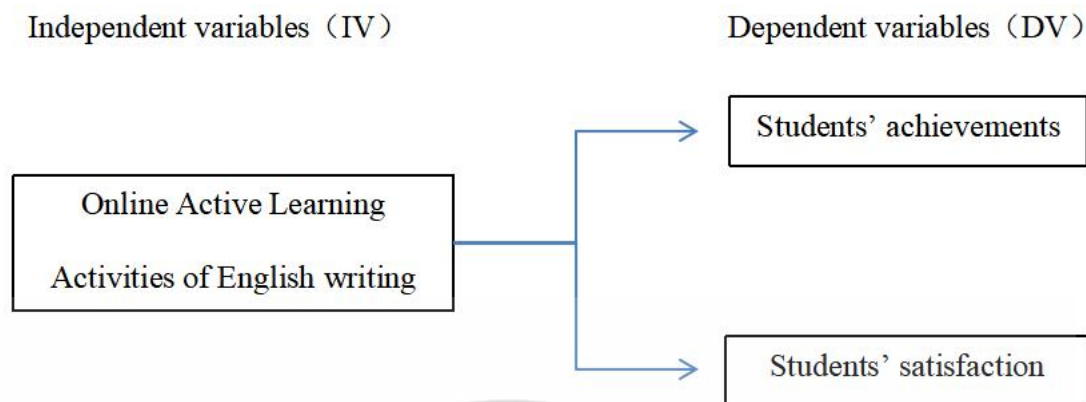 Independent variables（IV）
Dependent variables（DV）
Students’ achievements
Online Active Learning
Activities of English writing
Students’ satisfaction